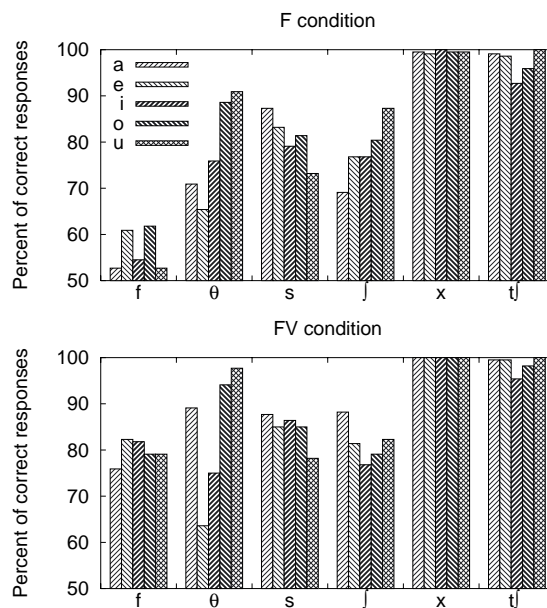 F condition
Percent of correct responses
100
90
80
70
60
50
a
e
i
o
u
f θ s ʃ x tʃ
FV condition
Percent of correct responses
100
90
80
70
60
50
f θ s ʃ x tʃ